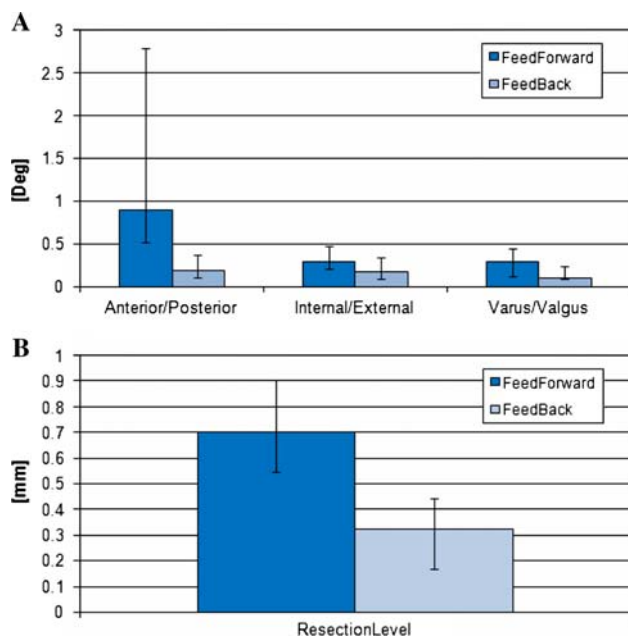 A
3
2.5
2
1.5
1
0.5
0
[Deg]
FeedForward
FeedBack
Anterior/Posterior
Internal/External
Varus/Valgus
B
1
0.9
0.8
0.7
0.6
0.5
0.4
0.3
0.2
0.1
0
[mm]
FeedForward
FeedBack
ResectionLevel